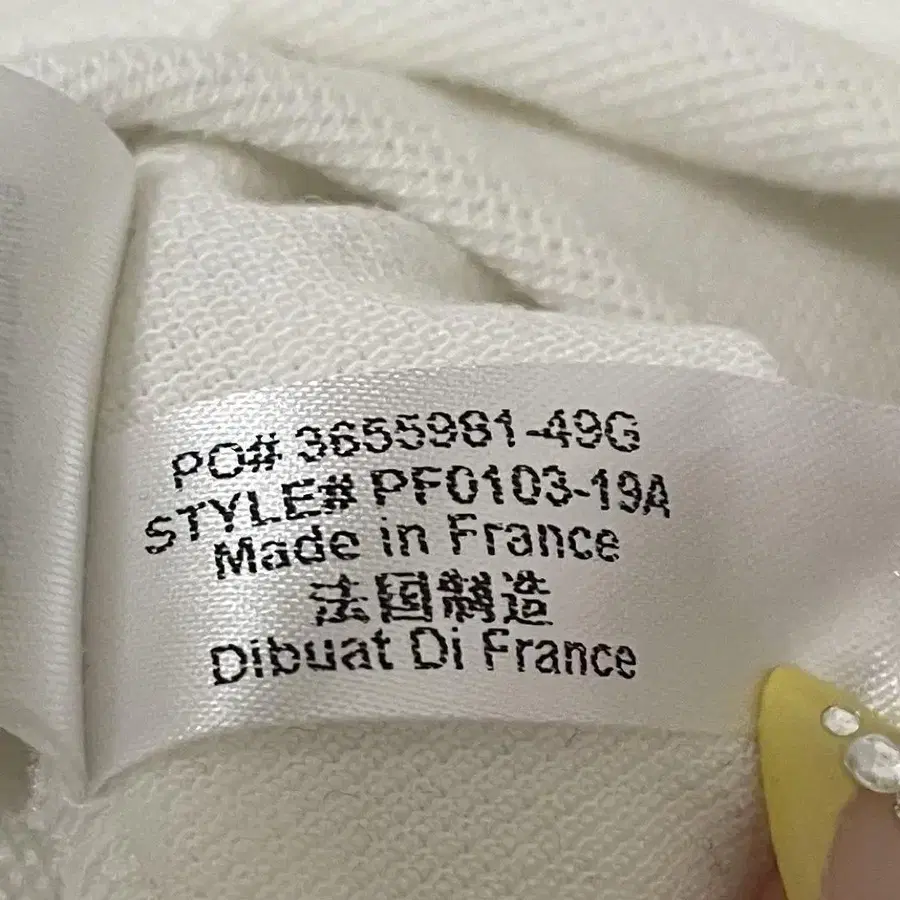 PO# 3655981-49G
STYLE# PF0103-19A
Made in France
法国制造
Dibuat Di France